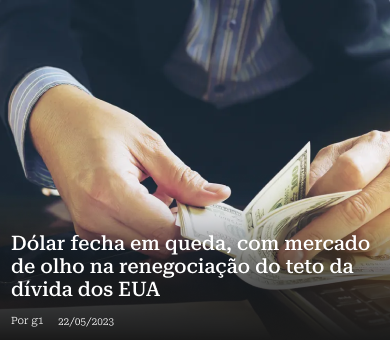 Dólar fecha em queda, com mercado
de olho na renegociação do teto da
dívida dos EUA
Por g1 22/05/2023